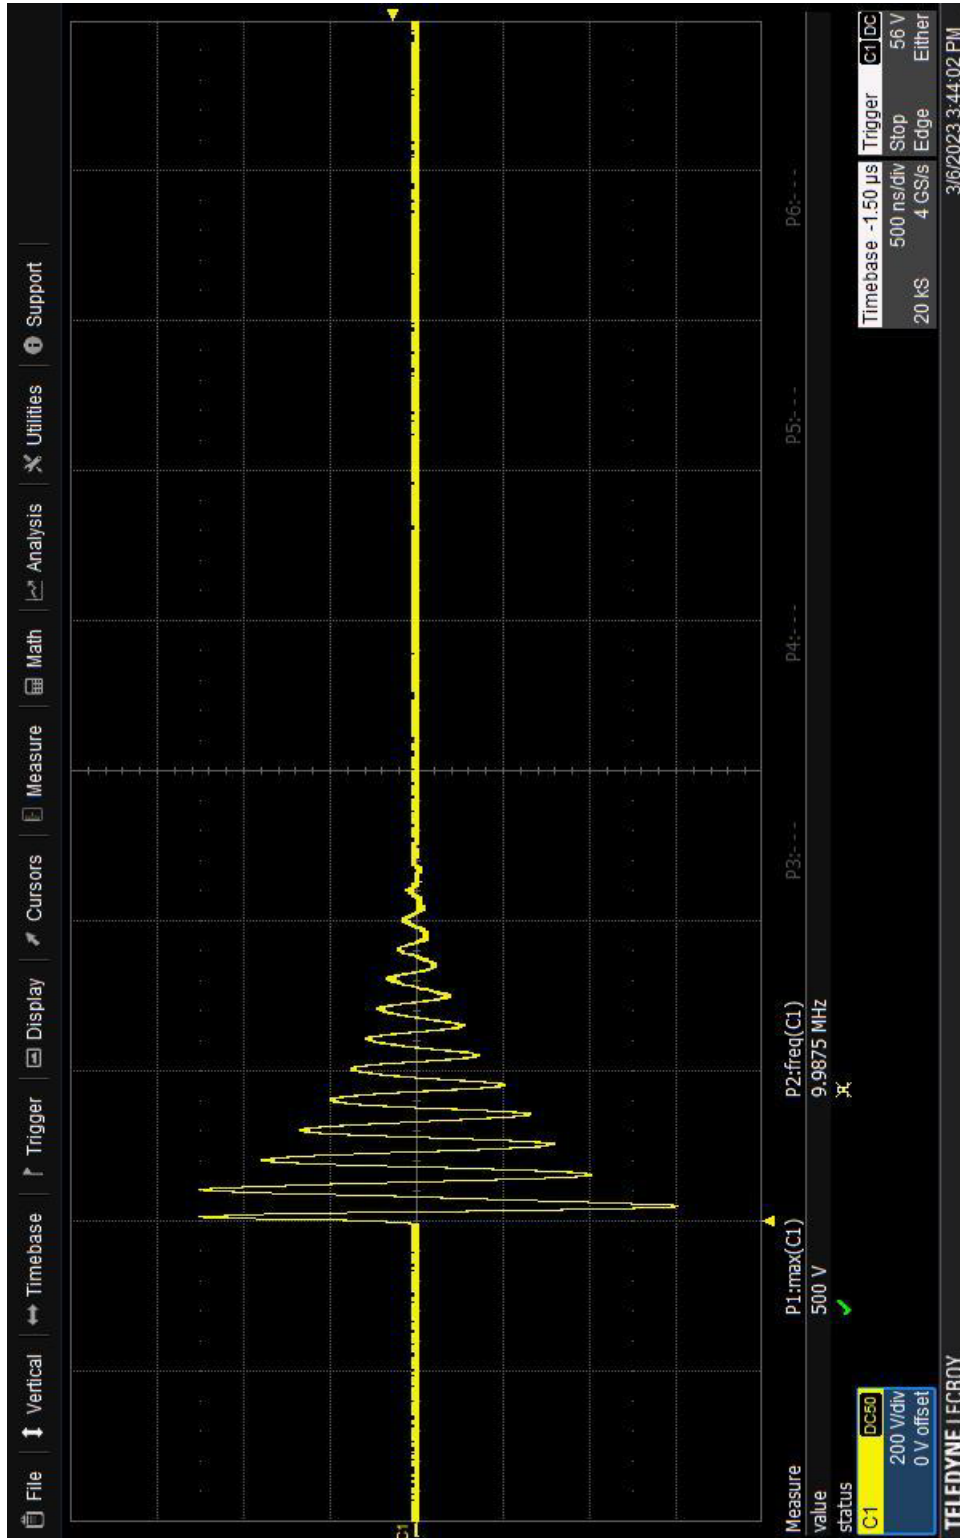 File Vertical Timebase Trigger Display Cursors Measure Math Analysis Utilities Support
C1
Measure P1:max(C1) P2:freq(C1) P3:--- P4:--- P5:--- P6:---
value 500 V 9.9875 MHz
status
C1 DC50
200 V/div
0 V offset
Timebase -1.50 µs
500 ns/div
20 kS 4 GS/s
Trigger C1 DC
Stop 56 V
Edge Either
TELEDYNE LECROY 3/6/2023 3:44:02 PM